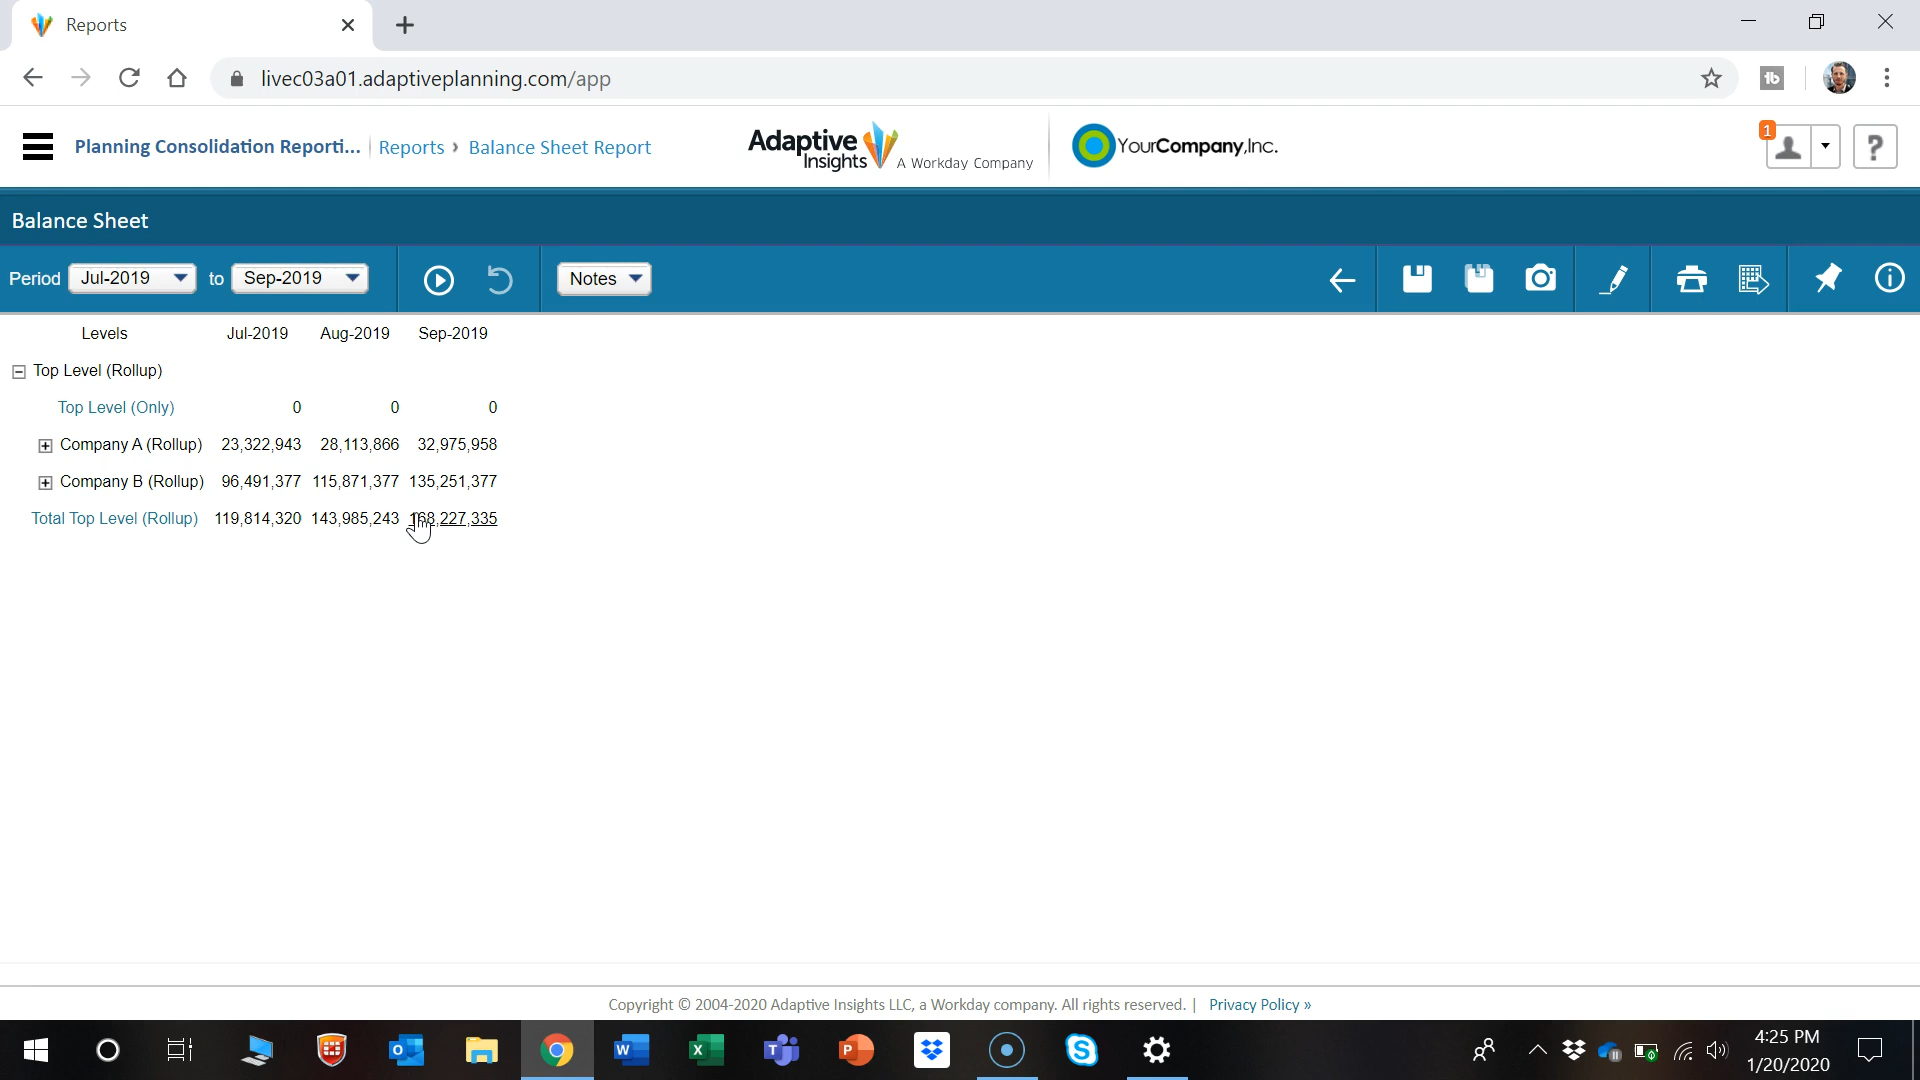 Reports
livec03a01.adaptiveplanning.com/app
Planning Consolidation Reporti... Reports › Balance Sheet Report
Adaptive Insights A Workday Company
YourCompany,Inc.
1
?
Balance Sheet
Period Jul-2019 to Sep-2019 Notes
Levels Jul-2019 Aug-2019 Sep-2019
Top Level (Rollup)
Top Level (Only) 0 0 0
Company A (Rollup) 23,322,943 28,113,866 32,975,958
Company B (Rollup) 96,491,377 115,871,377 135,251,377
Total Top Level (Rollup) 119,814,320 143,985,243 168,227,335
Copyright © 2004-2020 Adaptive Insights LLC, a Workday company. All rights reserved. | Privacy Policy »
4:25 PM
1/20/2020